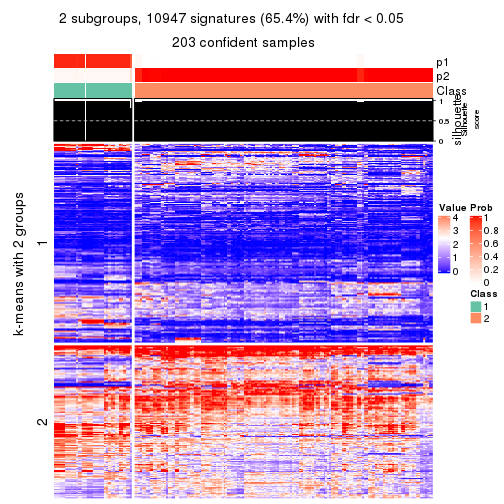 2 subgroups, 10947 signatures (65.4%) with fdr < 0.05
203 confident samples
p1
p2
Class
1
0.5
0
silhouette
Silhouette
score
k-means with 2 groups
1
2
Value
4
3
2
1
0
Prob
1
0.8
0.6
0.4
0.2
0
Class
1
2